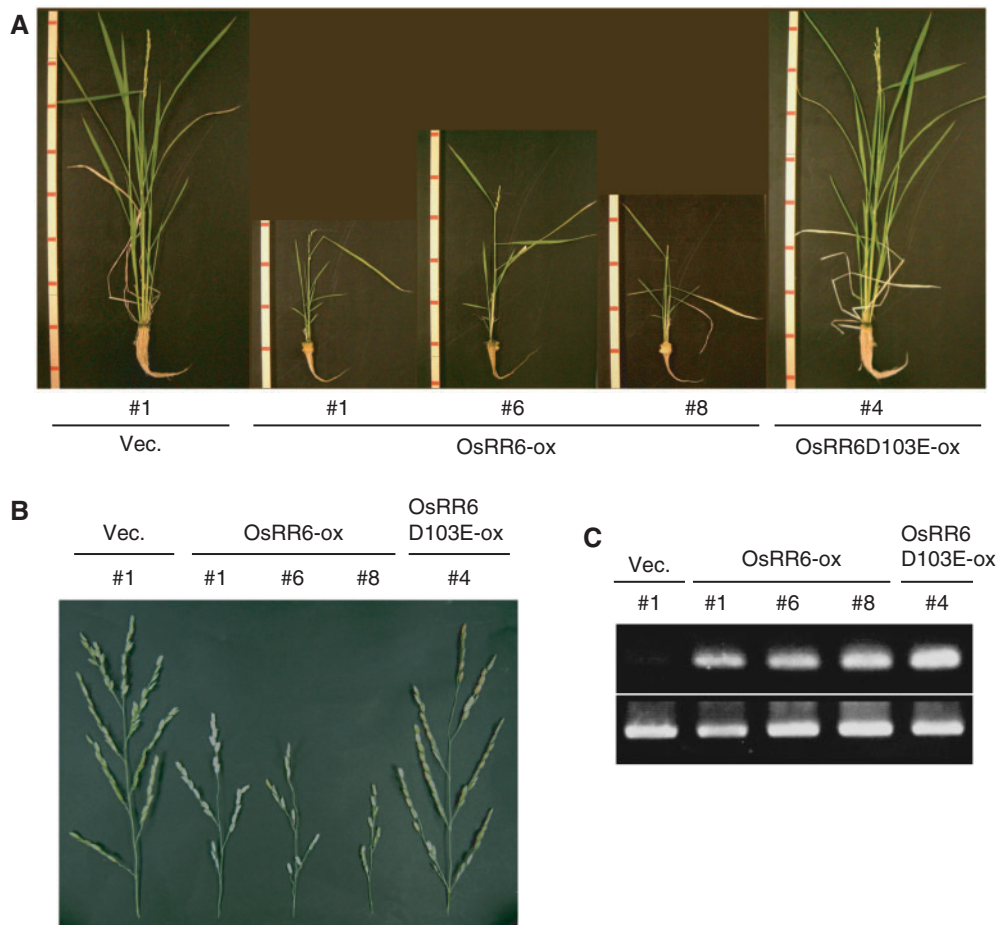 A
#1 #1 #6 #8 #4
Vec. OsRR6-ox OsRR6D103E-ox
B
Vec. OsRR6-ox OsRR6
D103E-ox
#1 #1 #6 #8 #4
C
Vec. OsRR6-ox OsRR6
D103E-ox
#1 #1 #6 #8 #4